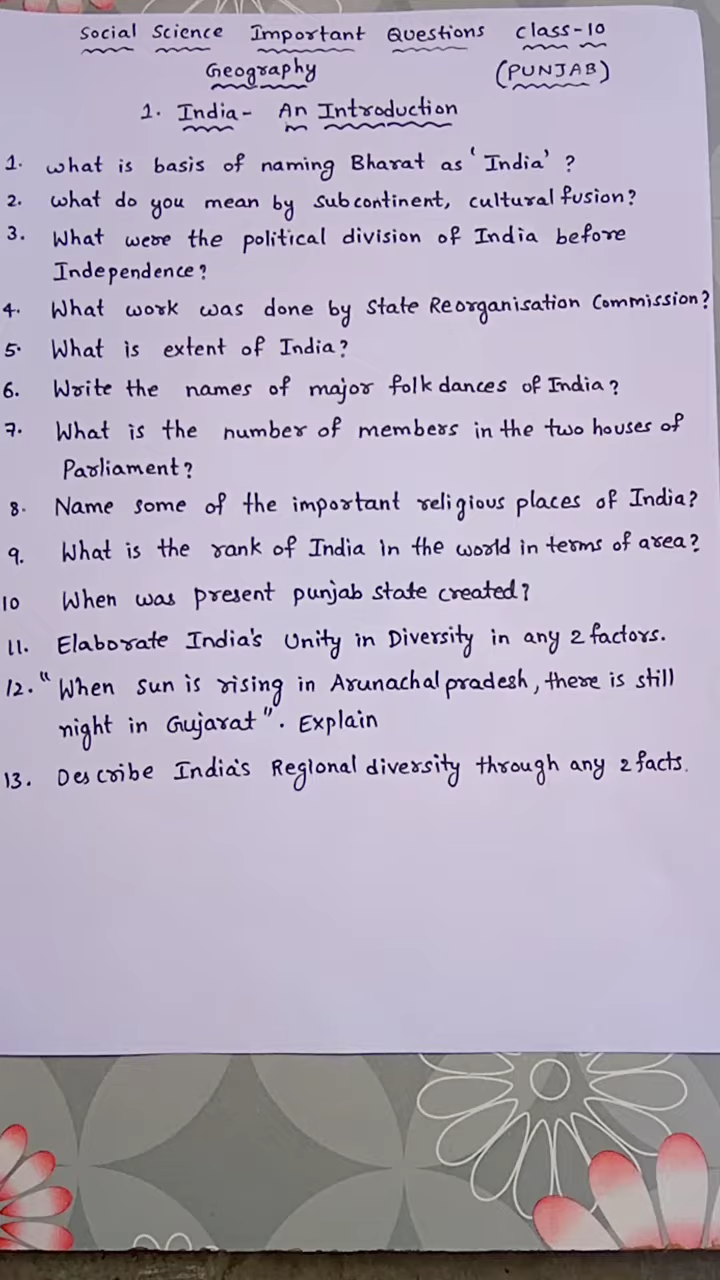 Social Science Important Questions Class-10
Geography (PUNJAB)
1. India- An Introduction
1. What is basis of naming Bharat as 'India' ?
2. What do you mean by subcontinent, cultural fusion?
3. What were the political division of India before
Independence?
4. What work was done by State Reorganisation Commission?
5. What is extent of India?
6. Write the names of major folk dances of India?
7. What is the number of members in the two houses of
Parliament?
8. Name some of the important religious places of India?
9. What is the rank of India in the world in terms of area?
10 When was present punjab state created?
11. Elaborate India's Unity in Diversity in any 2 factors.
12. "When sun is rising in Arunachal pradesh, there is still
night in Gujarat". Explain
13. Describe India's Regional diversity through any 2 facts.